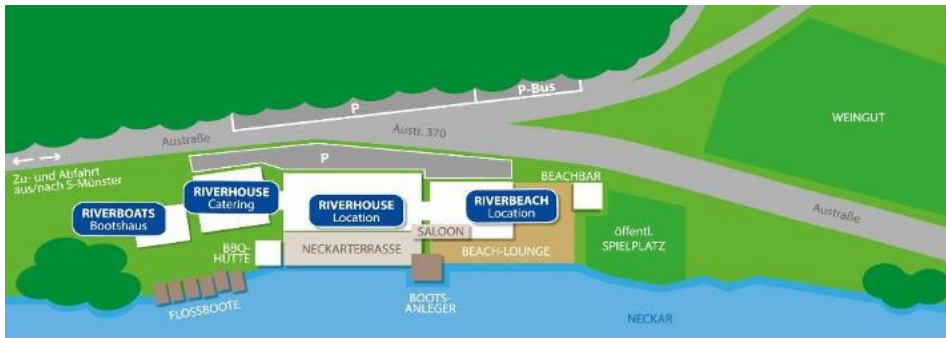 P
P-Bus
Austraße
Austr. 370
WEINGUT
Zu- und Abfahrt
aus/nach S-Münster
P
BEACHBAR
RIVERHOUSE
Catering
RIVERBOATS
Bootshaus
RIVERHOUSE
Location
RIVERBEACH
Location
Austraße
SALOON
öffentl.
SPIELPLATZ
BBQ-
HÜTTE
NECKARTERRASSE
BEACH-LOUNGE
FLOSSBOOTE
BOOTS-
ANLEGER
NECKAR